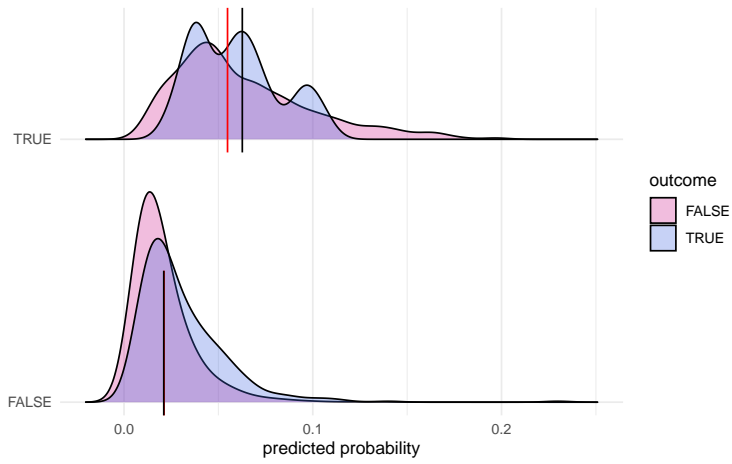 TRUE
FALSE
0.0
0.1
0.2
predicted probability
outcome
FALSE
TRUE